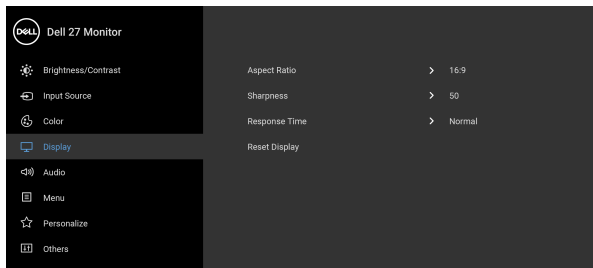 DELL Dell 27 Monitor
Brightness/Contrast
Input Source
Color
Display
Audio
Menu
Personalize
Others
Aspect Ratio 16:9
Sharpness 50
Response Time Normal
Reset Display